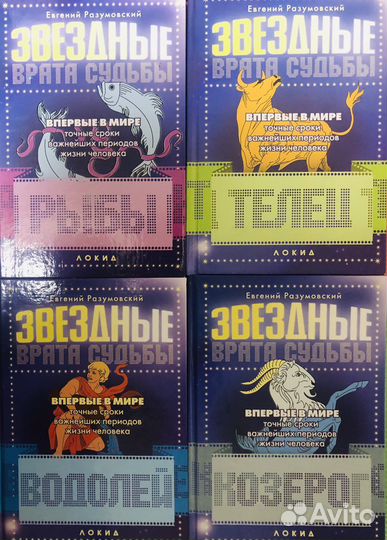 Евгений Разумовский
ЗВЕЗДНЫЕ
ВРАТА СУДЬБЫ
ВПЕРВЫЕ В МИРЕ
точные сроки
важнейших периодов
жизни человека
РЫБЫ
ЛОКИД
Евгений Разумовский
ЗВЕЗДНЫЕ
ВРАТА СУДЬБЫ
ВПЕРВЫЕ В МИРЕ
точные сроки
важнейших периодов
жизни человека
ТЕЛЕЦ
ЛОКИД
Евгений Разумовский
ЗВЕЗДНЫЕ
ВРАТА СУДЬБЫ
ВПЕРВЫЕ В МИРЕ
точные сроки
важнейших периодов
жизни человека
ВОДОЛЕЙ
ЛОКИД
Евгений Разумовский
ЗВЕЗДНЫЕ
ВРАТА СУДЬБЫ
ВПЕРВЫЕ В МИРЕ
точные сроки
важнейших периодов
жизни человека
КОЗЕРОГ
ЛОКИД
Avito